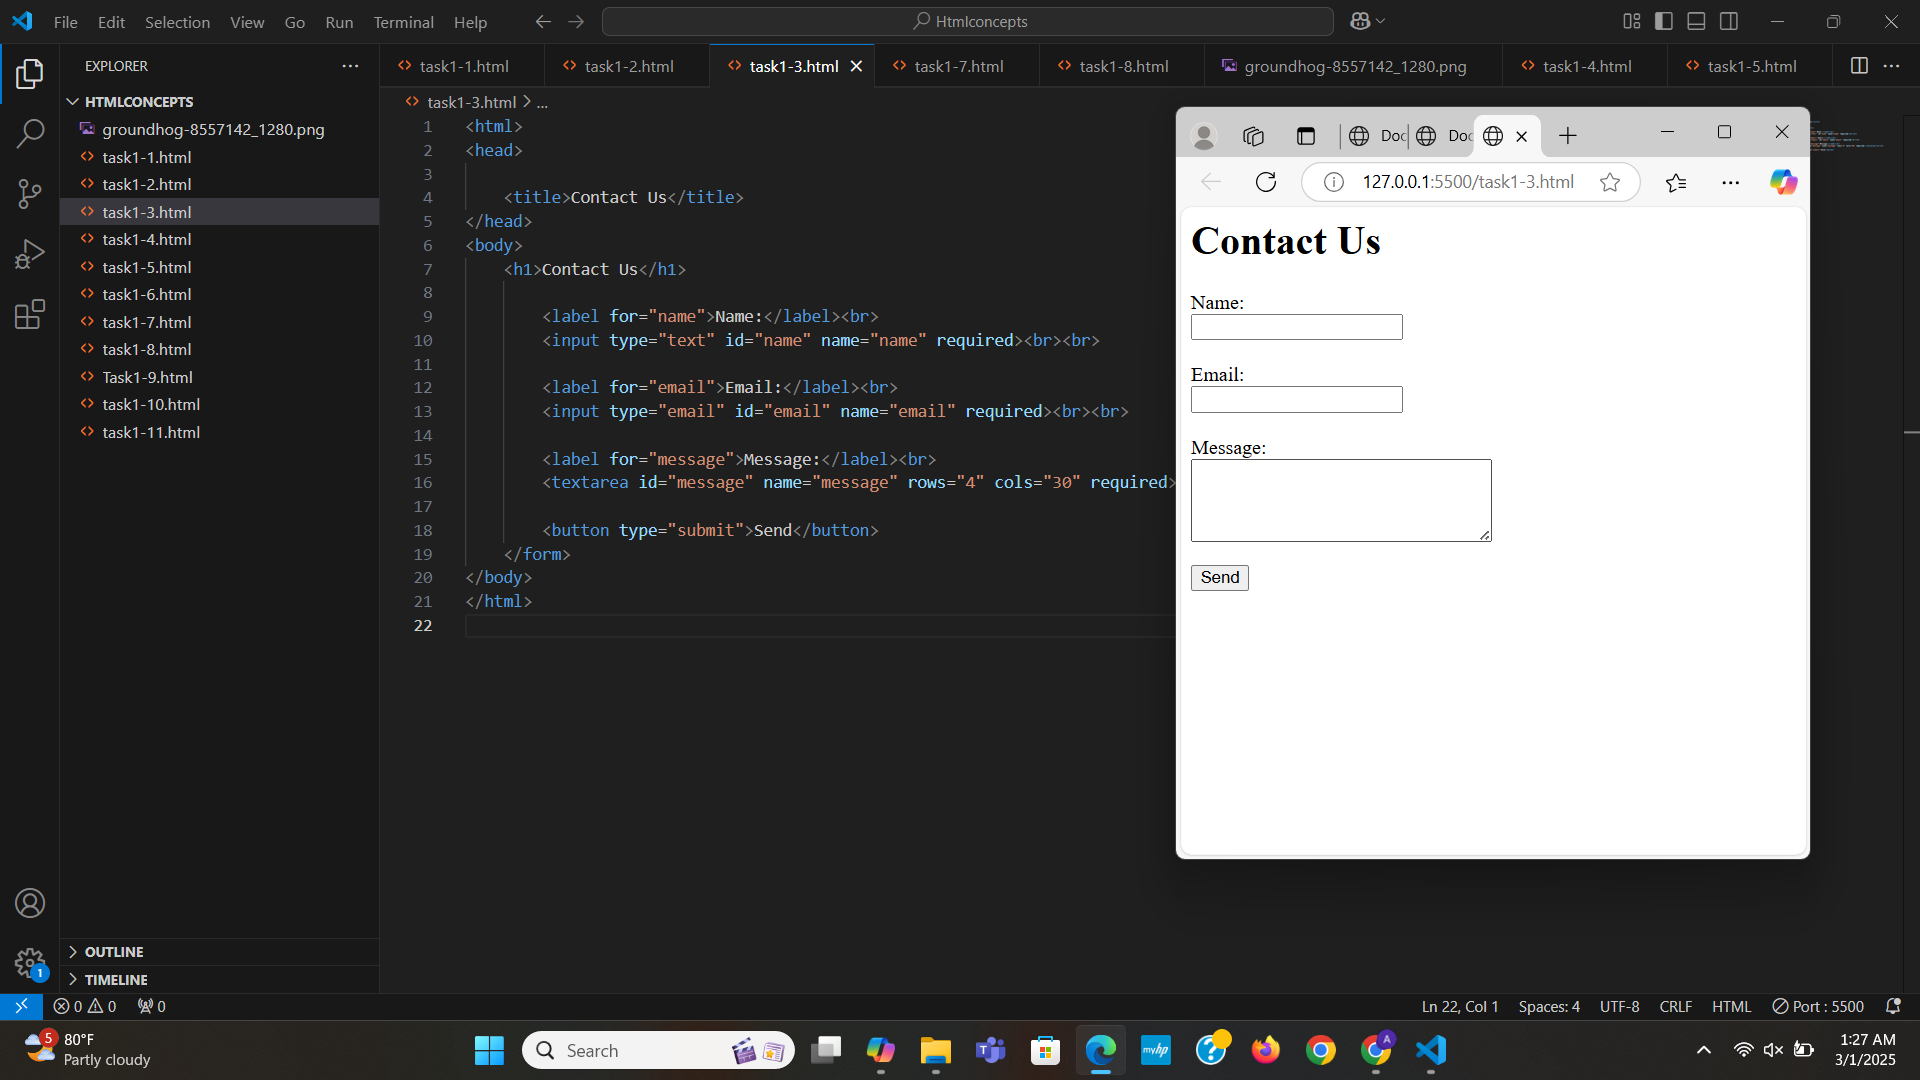 File Edit Selection View Go Run Terminal Help
Htmlconcepts
EXPLORER
HTMLCONCEPTS
groundhog-8557142_1280.png
task1-1.html
task1-2.html
task1-3.html
task1-4.html
task1-5.html
task1-6.html
task1-7.html
task1-8.html
Task1-9.html
task1-10.html
task1-11.html
OUTLINE
TIMELINE
task1-1.html task1-2.html task1-3.html task1-7.html task1-8.html groundhog-8557142_1280.png task1-4.html task1-5.html
task1-3.html > ...
1 <html>
2 <head>
3
4 <title>Contact Us</title>
5 </head>
6 <body>
7 <h1>Contact Us</h1>
8
9 <label for="name">Name:</label><br>
10 <input type="text" id="name" name="name" required><br><br>
11
12 <label for="email">Email:</label><br>
13 <input type="email" id="email" name="email" required><br><br>
14
15 <label for="message">Message:</label><br>
16 <textarea id="message" name="message" rows="4" cols="30" required>
17
18 <button type="submit">Send</button>
19 </form>
20 </body>
21 </html>
22
Doc Doc
127.0.0.1:5500/task1-3.html
Contact Us
Name:
Email:
Message:
Send
1
0 0 0
Ln 22, Col 1 Spaces: 4 UTF-8 CRLF HTML Port : 5500
5
80°F
Partly cloudy
Search
myhp
A
1:27 AM
3/1/2025